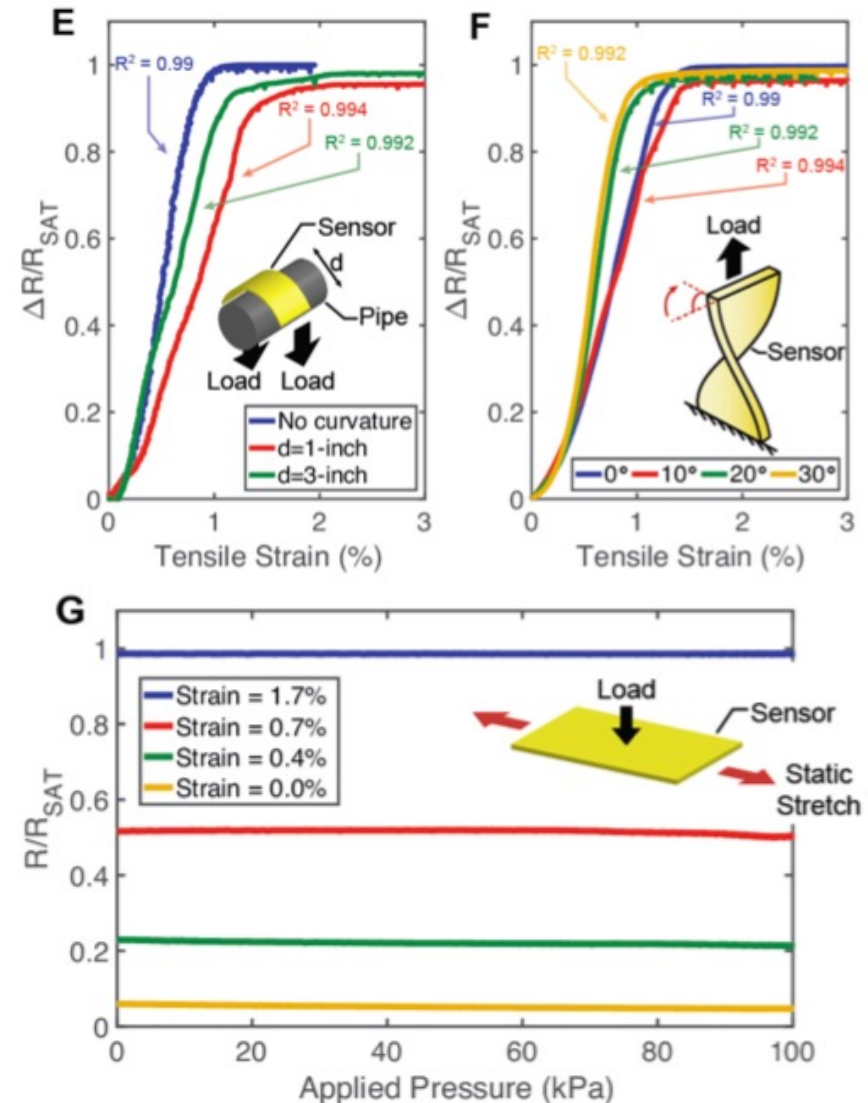 E
ΔR/R_SAT
1
0.8
0.6
0.4
0.2
0
R² = 0.99
R² = 0.994
R² = 0.992
Sensor
d
Pipe
Load Load
No curvature
d=1-inch
d=3-inch
0 1 2 3
Tensile Strain (%)
F
ΔR/R_SAT
1
0.8
0.6
0.4
0.2
0
R² = 0.992
R² = 0.99
R² = 0.992
R² = 0.994
Load
Sensor
0° 10° 20° 30°
0 1 2 3
Tensile Strain (%)
G
R/R_SAT
1
0.8
0.6
0.4
0.2
0
Strain = 1.7%
Strain = 0.7%
Strain = 0.4%
Strain = 0.0%
Load
Sensor
Static
Stretch
0 20 40 60 80 100
Applied Pressure (kPa)